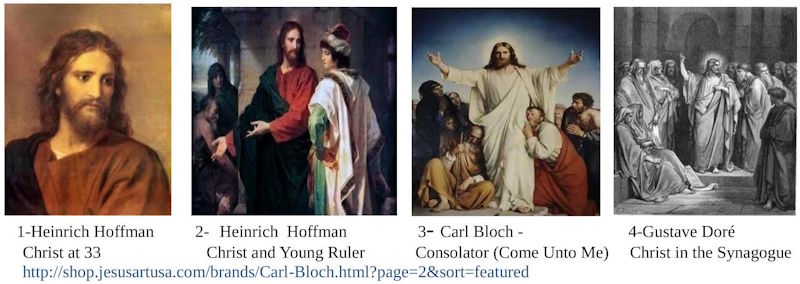 1-Heinrich Hoffman
Christ at 33
2- Heinrich Hoffman
Christ and Young Ruler
3- Carl Bloch -
Consolator (Come Unto Me)
4-Gustave Doré
Christ in the Synagogue
http://shop.jesusartusa.com/brands/Carl-Bloch.html?page=2&sort=featured